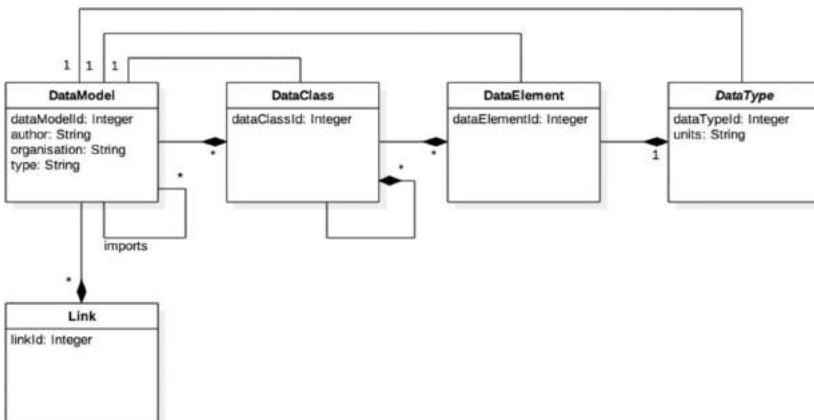 1 1 1
DataModel
dataModelId: Integer
author: String
organisation: String
type: String
*
imports
DataClass
dataClassId: Integer
*
*
DataElement
dataElementId: Integer
*
DataType
dataTypeId: Integer
units: String
1
*
Link
linkId: Integer